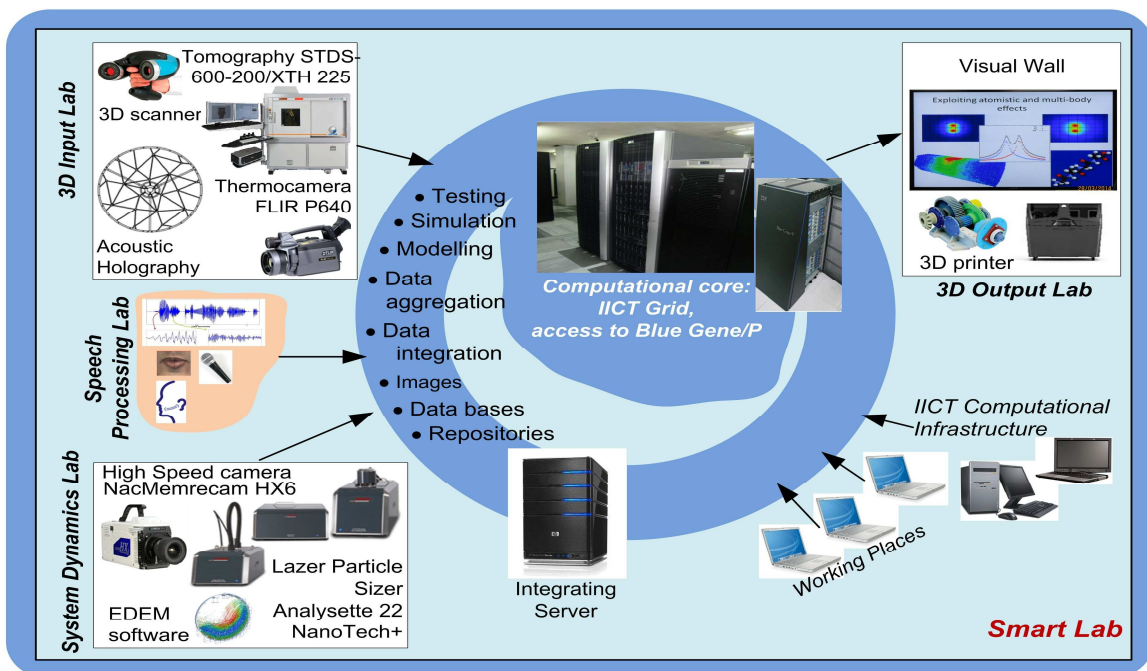 3D Input Lab
Tomography STDS-
600-200/XTH 225
3D scanner
Thermocamera
FLIR P640
Acoustic
Holography
Speech
Processing Lab
System Dynamics Lab
High Speed camera
NacMemrecam HX6
Lazer Particle
Sizer
Analysette 22
NanoTech+
EDEM
software
● Testing
● Simulation
● Modelling
● Data
aggregation
● Data
integration
● Images
● Data bases
● Repositories
Computational core:
IICT Grid,
access to Blue Gene/P
Integrating
Server
Visual Wall
Exploiting atomistic and multi-body
effects
26/03/2014
3D printer
3D Output Lab
IICT Computational
Infrastructure
Working Places
Smart Lab